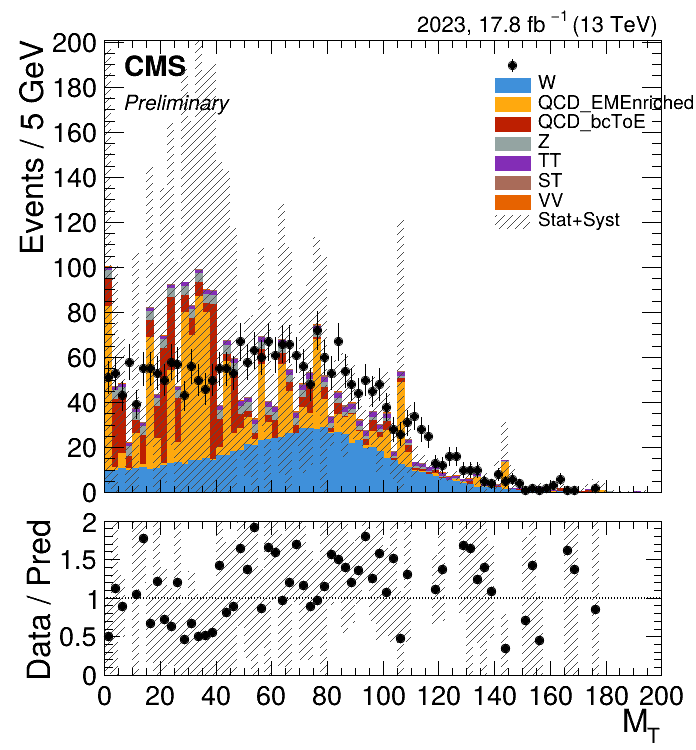 2023, 17.8 fb⁻¹ (13 TeV)
CMS
Preliminary
W
QCD_EMEnriched
QCD_bcToE
Z
TT
ST
VV
Stat+Syst
Events / 5 GeV
200
180
160
140
120
100
80
60
40
20
0
Data / Pred
2
1.5
1
0.5
0
0 20 40 60 80 100 120 140 160 180 200
M_T